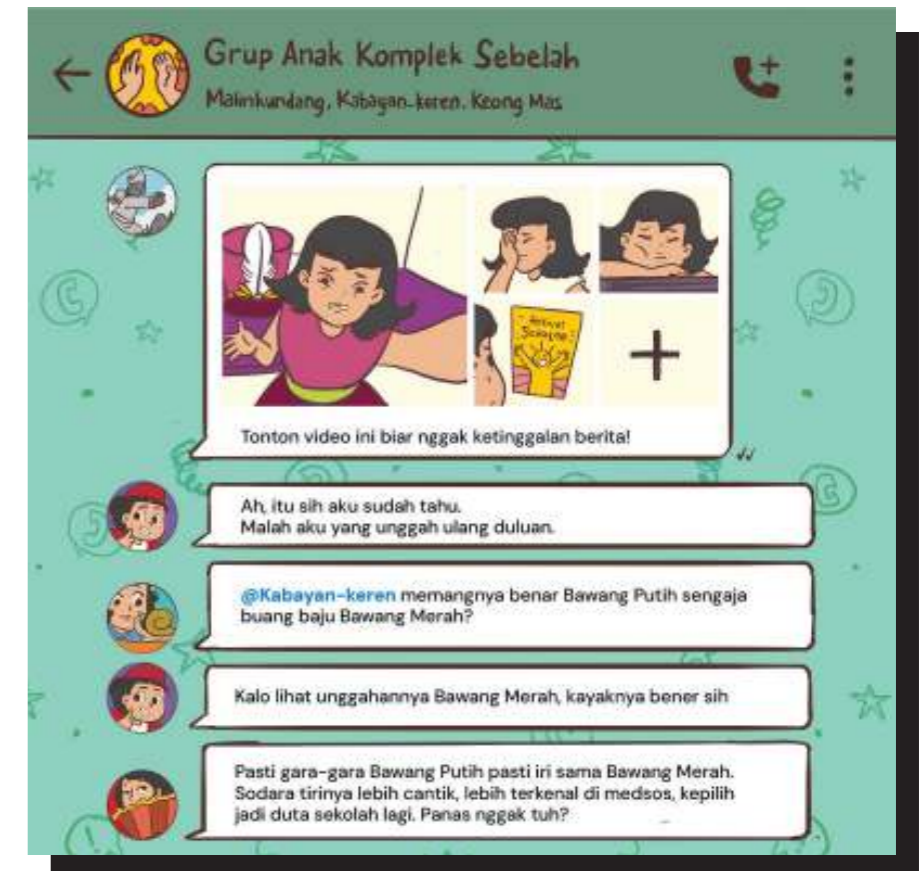 Grup Anak Komplek Sebelah
Malinkundang, Kabayan-keren, Keong Mas
Festival
Tonton video ini biar nggak ketinggalan berita!
Ah, itu sih aku sudah tahu.
Malah aku yang unggah ulang duluan.
@Kabayan-keren memangnya benar Bawang Putih sengaja
buang baju Bawang Merah?
Kalo lihat unggahannya Bawang Merah, kayaknya bener sih
Pasti gara-gara Bawang Putih pasti iri sama Bawang Merah.
Sodara tirinya lebih cantik, lebih terkenal di medsos, kepilih
jadi duta sekolah lagi. Panas nggak tuh?